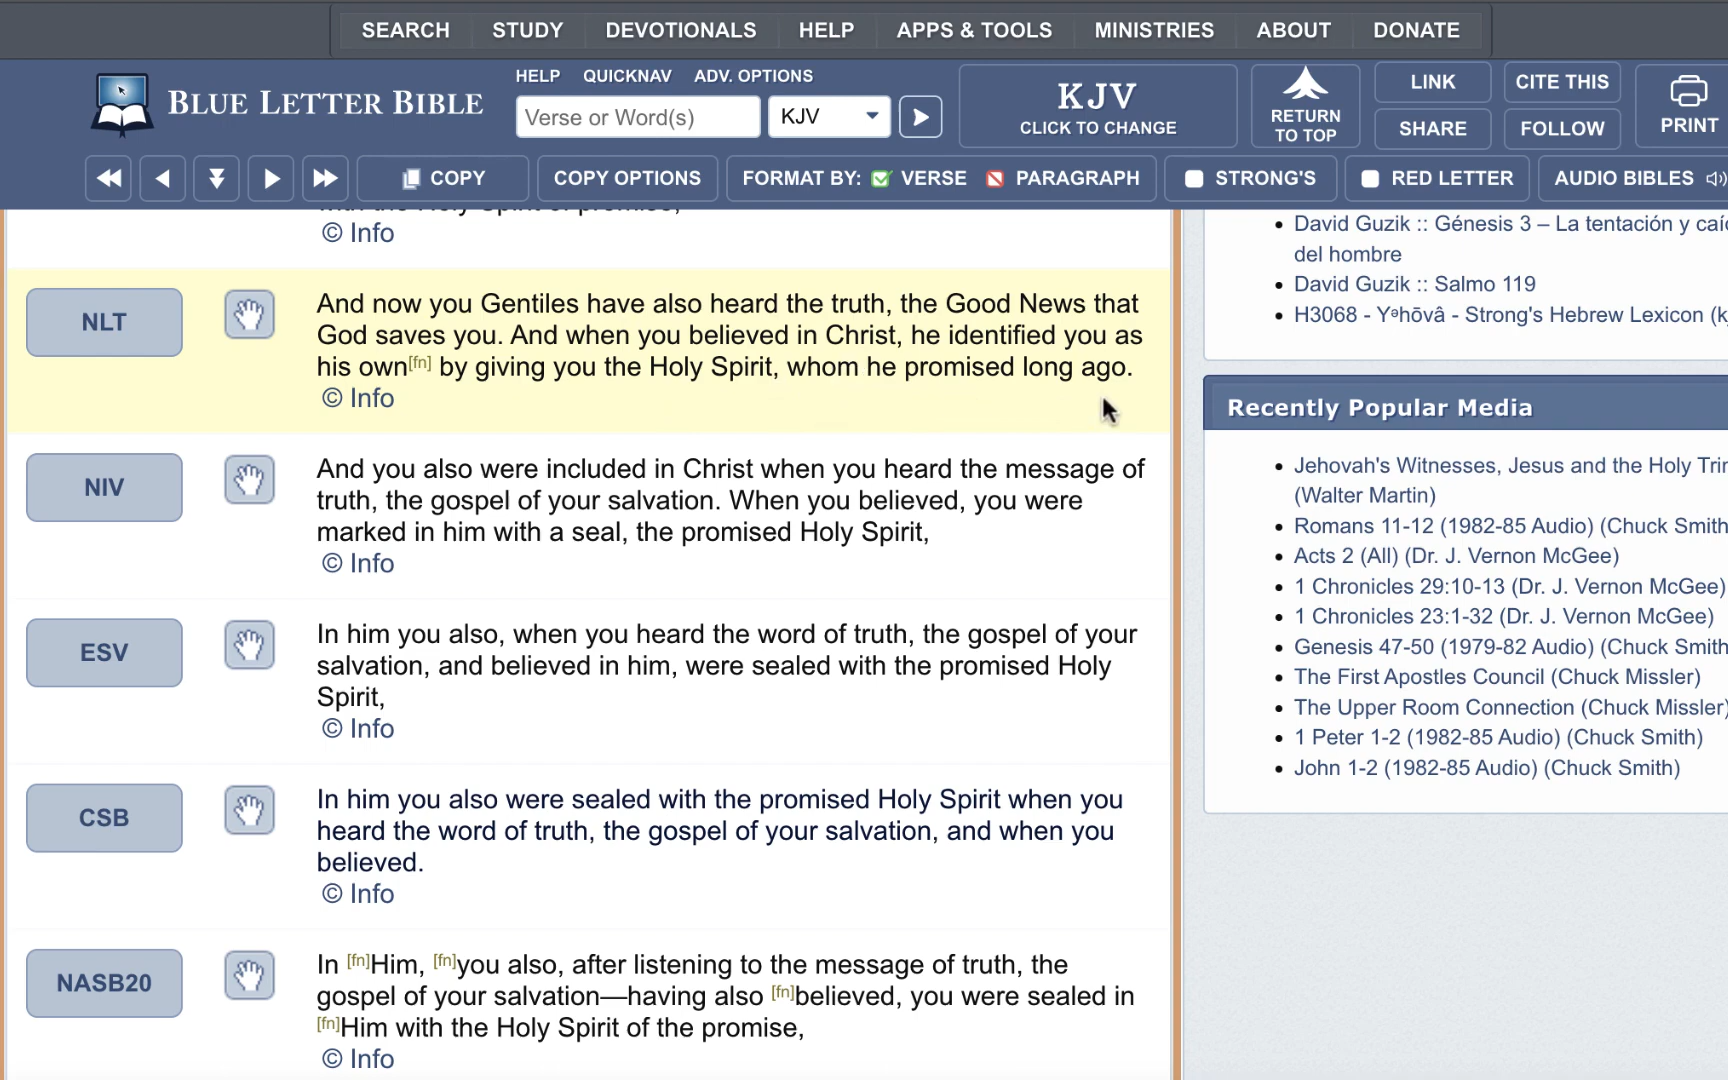 SEARCH STUDY DEVOTIONALS HELP APPS & TOOLS MINISTRIES ABOUT DONATE
BLUE LETTER BIBLE
HELP QUICKNAV ADV. OPTIONS
Verse or Word(s)
KJV
KJV
CLICK TO CHANGE
RETURN
TO TOP
LINK
CITE THIS
SHARE
FOLLOW
PRINT
COPY
COPY OPTIONS
FORMAT BY: VERSE PARAGRAPH
STRONG'S
RED LETTER
AUDIO BIBLES
with the Holy Spirit of promise,
© Info
NLT
And now you Gentiles have also heard the truth, the Good News that
God saves you. And when you believed in Christ, he identified you as
his own[fn] by giving you the Holy Spirit, whom he promised long ago.
© Info
NIV
And you also were included in Christ when you heard the message of
truth, the gospel of your salvation. When you believed, you were
marked in him with a seal, the promised Holy Spirit,
© Info
ESV
In him you also, when you heard the word of truth, the gospel of your
salvation, and believed in him, were sealed with the promised Holy
Spirit,
© Info
CSB
In him you also were sealed with the promised Holy Spirit when you
heard the word of truth, the gospel of your salvation, and when you
believed.
© Info
NASB20
In [fn]Him, [fn]you also, after listening to the message of truth, the
gospel of your salvation—having also [fn]believed, you were sealed in
[fn]Him with the Holy Spirit of the promise,
© Info
David Guzik :: Génesis 3 – La tentación y
del hombre
David Guzik :: Salmo 119
H3068 - Yᵊhōvâ - Strong's Hebrew Lexicon
Recently Popular Media
Jehovah's Witnesses, Jesus and the Holy
(Walter Martin)
Romans 11-12 (1982-85 Audio) (Chuck Smith
Acts 2 (All) (Dr. J. Vernon McGee)
1 Chronicles 29:10-13 (Dr. J. Vernon McGee)
1 Chronicles 23:1-32 (Dr. J. Vernon McGee)
Genesis 47-50 (1979-82 Audio) (Chuck Smith
The First Apostles Council (Chuck Missler)
The Upper Room Connection (Chuck Missler)
1 Peter 1-2 (1982-85 Audio) (Chuck Smith)
John 1-2 (1982-85 Audio) (Chuck Smith)